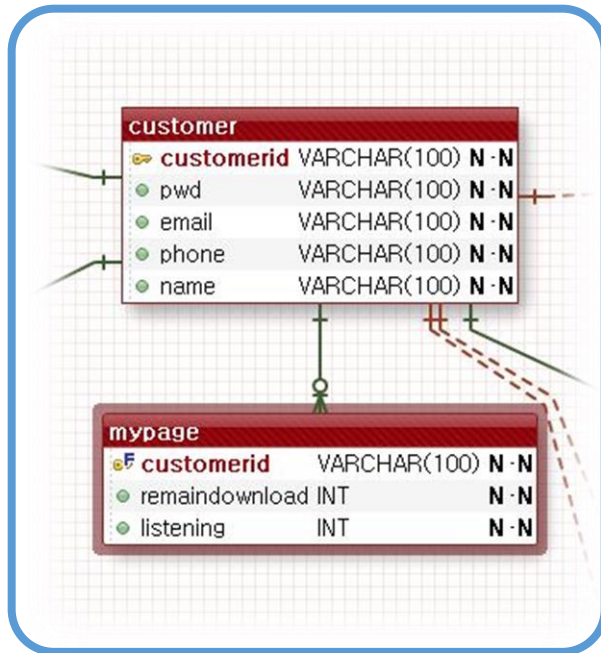 customer
customerid VARCHAR(100) N-N
pwd VARCHAR(100) N-N
email VARCHAR(100) N-N
phone VARCHAR(100) N-N
name VARCHAR(100) N-N
mypage
F customerid VARCHAR(100) N-N
remaindownload INT N-N
listening INT N-N